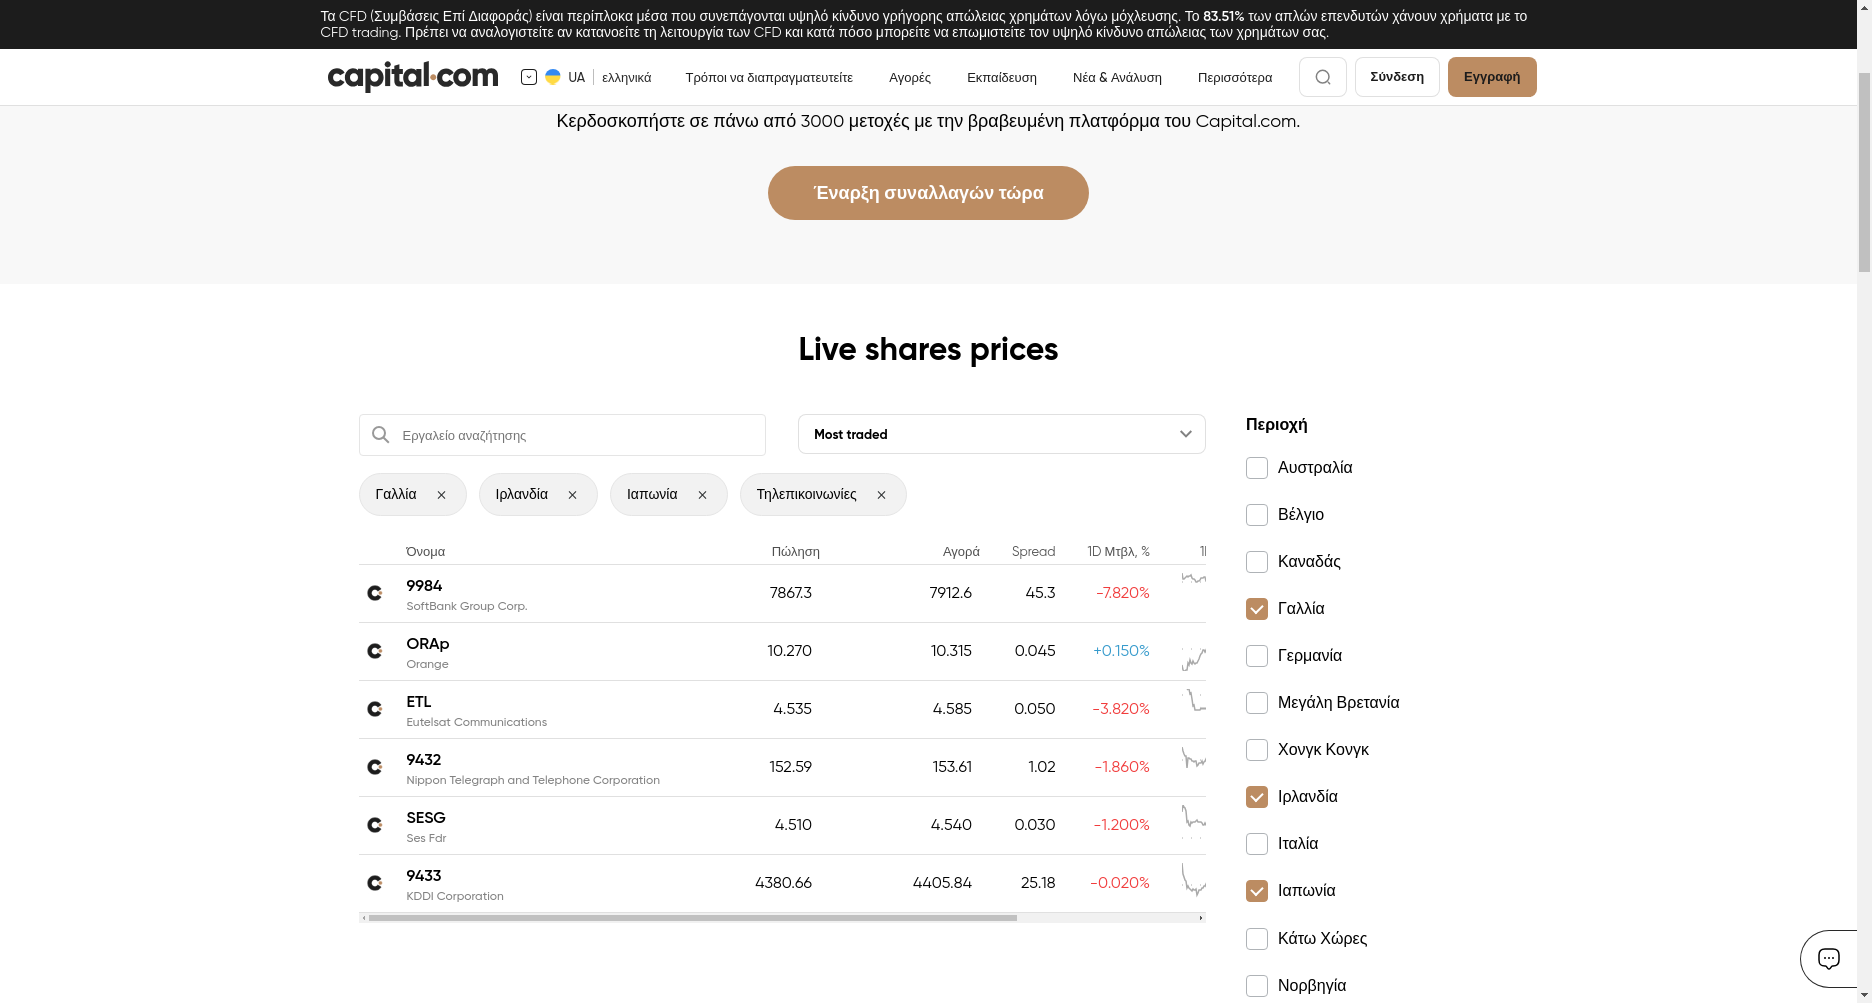 Τα CFD (Συμβάσεις Επί Διαφοράς) είναι περίπλοκα μέσα που συνεπάγονται υψηλό κίνδυνο γρήγορης απώλειας χρημάτων λόγω μόχλευσης. Το 83.51% των απλών επενδυτών χάνουν χρήματα με το
CFD trading. Πρέπει να αναλογιστείτε αν κατανοείτε τη λειτουργία των CFD και κατά πόσο μπορείτε να επωμιστείτε τον υψηλό κίνδυνο απώλειας των χρημάτων σας.
capital.com UA ελληνικά Τρόποι να διαπραγματευτείτε Αγορές Εκπαίδευση Νέα & Ανάλυση Περισσότερα Σύνδεση Εγγραφή
Κερδοσκοπήστε σε πάνω από 3000 μετοχές με την βραβευμένη πλατφόρμα του Capital.com.
Έναρξη συναλλαγών τώρα
Live shares prices
Εργαλείο αναζήτησης Most traded
Γαλλία Ιρλανδία Ιαπωνία Τηλεπικοινωνίες
Όνομα Πώληση Αγορά Spread 1D Μτβλ, %
9984 7867.3 7912.6 45.3 -7.820%
SoftBank Group Corp.
ORAp 10.270 10.315 0.045 +0.150%
Orange
ETL 4.535 4.585 0.050 -3.820%
Eutelsat Communications
9432 152.59 153.61 1.02 -1.860%
Nippon Telegraph and Telephone Corporation
SESG 4.510 4.540 0.030 -1.200%
Ses Fdr
9433 4380.66 4405.84 25.18 -0.020%
KDDI Corporation
Περιοχή
Αυστραλία
Βέλγιο
Καναδάς
Γαλλία
Γερμανία
Μεγάλη Βρετανία
Χονγκ Κονγκ
Ιρλανδία
Ιταλία
Ιαπωνία
Κάτω Χώρες
Νορβηγία